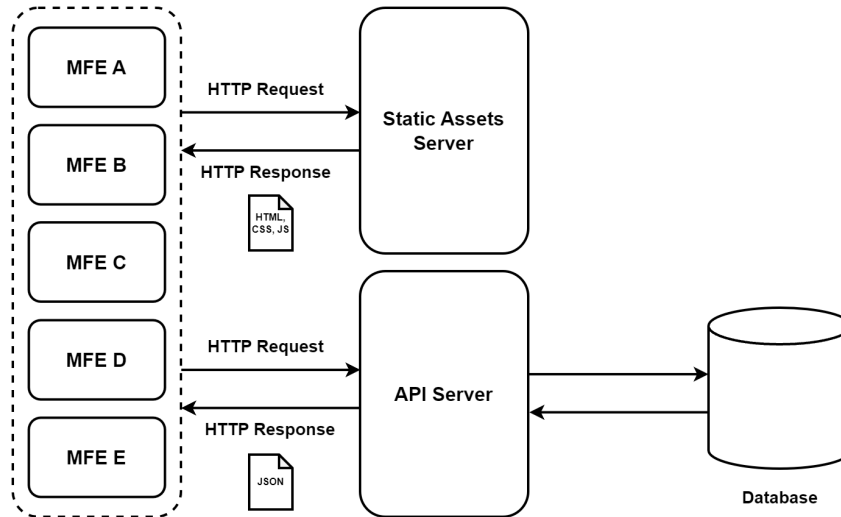 MFE A
MFE B
MFE C
MFE D
MFE E
HTTP Request
HTTP Response
HTML,
CSS, JS
Static Assets
Server
HTTP Request
HTTP Response
JSON
API Server
Database